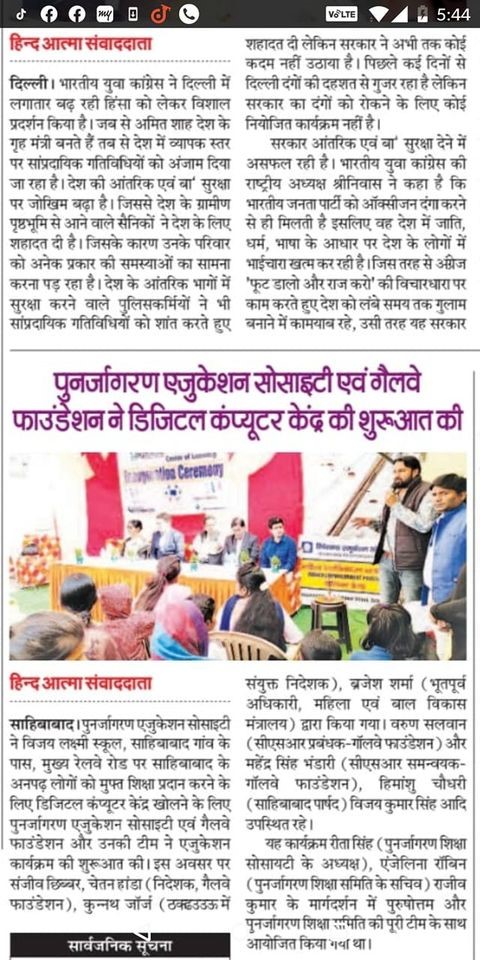 5:44
हिन्द आत्मा संवाददाता
दिल्ली। भारतीय युवा कांग्रेस ने दिल्ली में
लगातार बढ़ रही हिंसा को लेकर विशाल
प्रदर्शन किया है। जब से अमित शाह देश के
गृह मंत्री बनते हैं तब से देश में व्यापक स्तर
पर सांप्रदायिक गतिविधियों को अंजाम दिया
जा रहा है। देश की आंतरिक एवं बा' सुरक्षा
पर जोखिम बढ़ा है। जिससे देश के ग्रामीण
पृष्ठभूमि से आने वाले सैनिकों ने देश के लिए
शहादत दी है। जिसके कारण उनके परिवार
को अनेक प्रकार की समस्याओं का सामना
करना पड़ रहा है। देश के आंतरिक भागों में
सुरक्षा करने वाले पुलिसकर्मियों ने भी
सांप्रदायिक गतिविधियों को शांत करते हुए
शहादत दी लेकिन सरकार ने अभी तक कोई
कदम नहीं उठाया है। पिछले कई दिनों से
दिल्ली दंगों की दहशत से गुजर रहा है लेकिन
सरकार का दंगों को रोकने के लिए कोई
नियोजित कार्यक्रम नहीं है।
सरकार आंतरिक एवं बा' सुरक्षा देने में
असफल रही है। भारतीय युवा कांग्रेस की
राष्ट्रीय अध्यक्ष श्रीनिवास ने कहा है कि
भारतीय जनता पार्टी को ऑक्सीजन दंगा करने
से ही मिलती है इसलिए वह देश में जाति,
धर्म, भाषा के आधार पर देश के लोगों में
भाईचारा खत्म कर रही है। जिस तरह से अंग्रेज
'फूट डालो और राज करो' की विचारधारा पर
काम करते हुए देश को लंबे समय तक गुलाम
बनाने में कामयाब रहे, उसी तरह यह सरकार
पुनर्जागरण एजुकेशन सोसाइटी एवं गैलवे
फाउंडेशन ने डिजिटल कंप्यूटर केंद्र की शुरूआत की
Center of Learning
Inauguration Ceremony
हिन्द आत्मा संवाददाता
साहिबाबाद। पुनर्जागरण एजुकेशन सोसाइटी
ने विजय लक्ष्मी स्कूल, साहिबाबाद गांव के
पास, मुख्य रेलवे रोड पर साहिबाबाद के
अनपढ़ लोगों को मुफ्त शिक्षा प्रदान करने के
लिए डिजिटल कंप्यूटर केंद्र खोलने के लिए
पुनर्जागरण एजुकेशन सोसाइटी एवं गैलवे
फाउंडेशन और उनकी टीम ने एजुकेशन
कार्यक्रम की शुरूआत की। इस अवसर पर
संजीव छिब्बर, चेतन हांडा (निदेशक, गैलवे
फाउंडेशन), कुन्नथ जॉर्ज (ठक्डउउऊ में
संयुक्त निदेशक), ब्रजेश शर्मा (भूतपूर्व
अधिकारी, महिला एवं बाल विकास
मंत्रालय) द्वारा किया गया। वरुण सलवान
(सीएसआर प्रबंधक-गॉलवे फाउंडेशन) और
महेंद्र सिंह भंडारी (सीएसआर समन्वयक-
गॉलवे फाउंडेशन), हिमांशु चौधरी
(साहिबाबाद पार्षद) विजय कुमार सिंह आदि
उपस्थित रहे।
यह कार्यक्रम रीता सिंह (पुनर्जागरण शिक्षा
सोसायटी के अध्यक्ष), एंजेलिना रॉबिन
(पुनर्जागरण शिक्षा समिति के सचिव) राजीव
कुमार के मार्गदर्शन में पुरुषोत्तम और
पुनर्जागरण शिक्षा समिति की पूरी टीम के साथ
आयोजित किया गया था।
सार्वजनिक सूचना